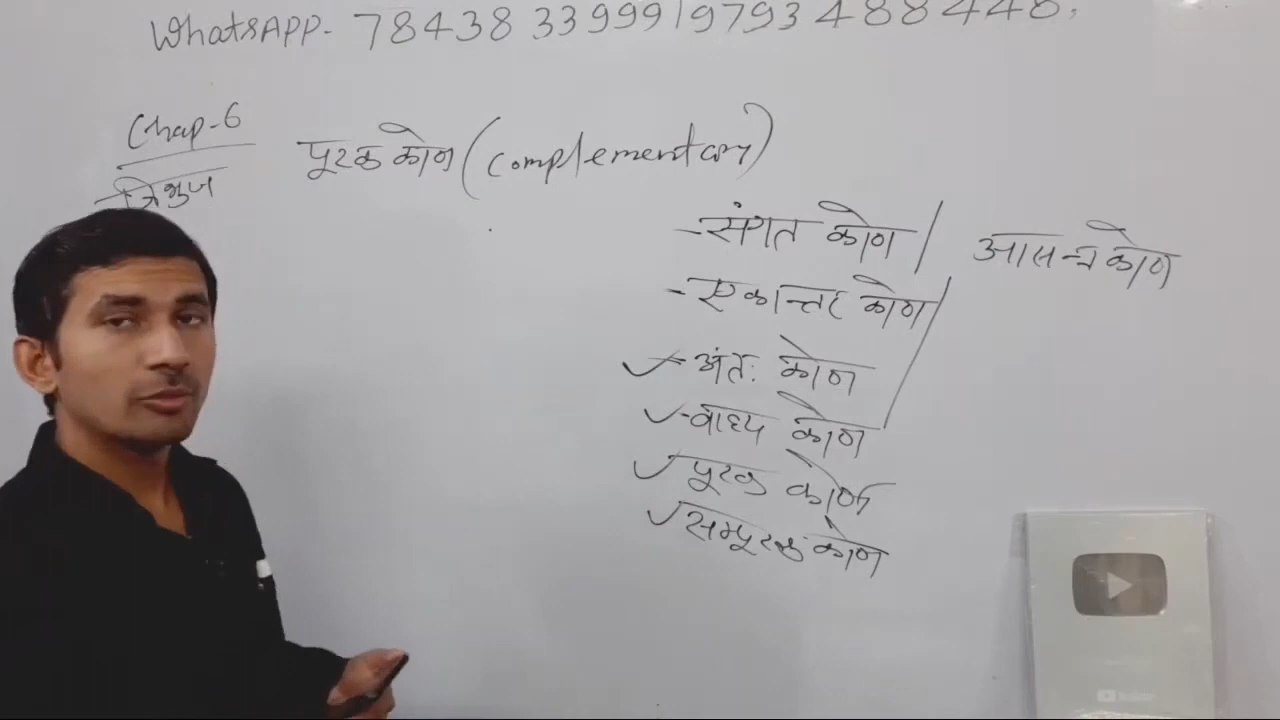 WhatsAPP- 7843833999/9793488448,
Chap-6
त्रिभुज
पूरक कोण (Complementary)
- संगत कोण / आसन्न कोण
- एकान्तर कोण
✓ - अंतः कोण
✓ - वाध्य कोण
✓ पूरक कोण
✓ सम्पूरक कोण